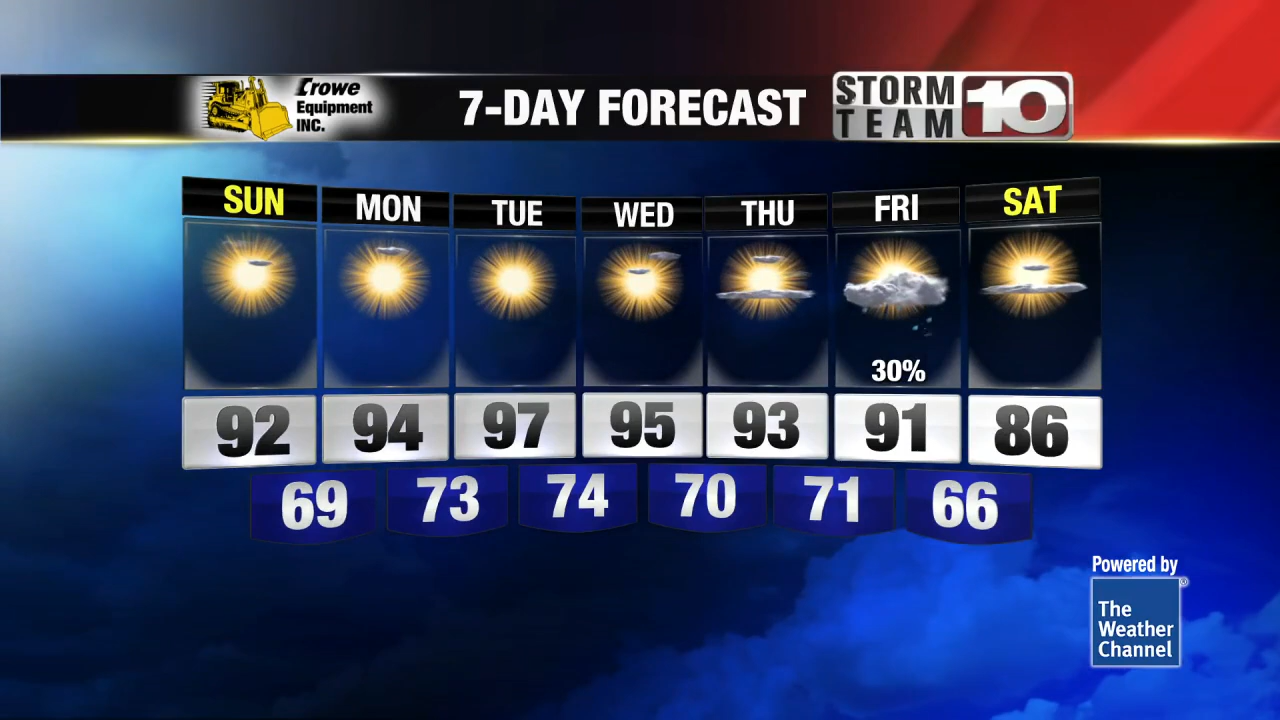 Crowe
Equipment
INC.
7-DAY FORECAST
STORM
TEAM
10
SUN MON TUE WED THU FRI SAT
30%
92 94 97 95 93 91 86
69 73 74 70 71 66
Powered by
The
Weather
Channel
®